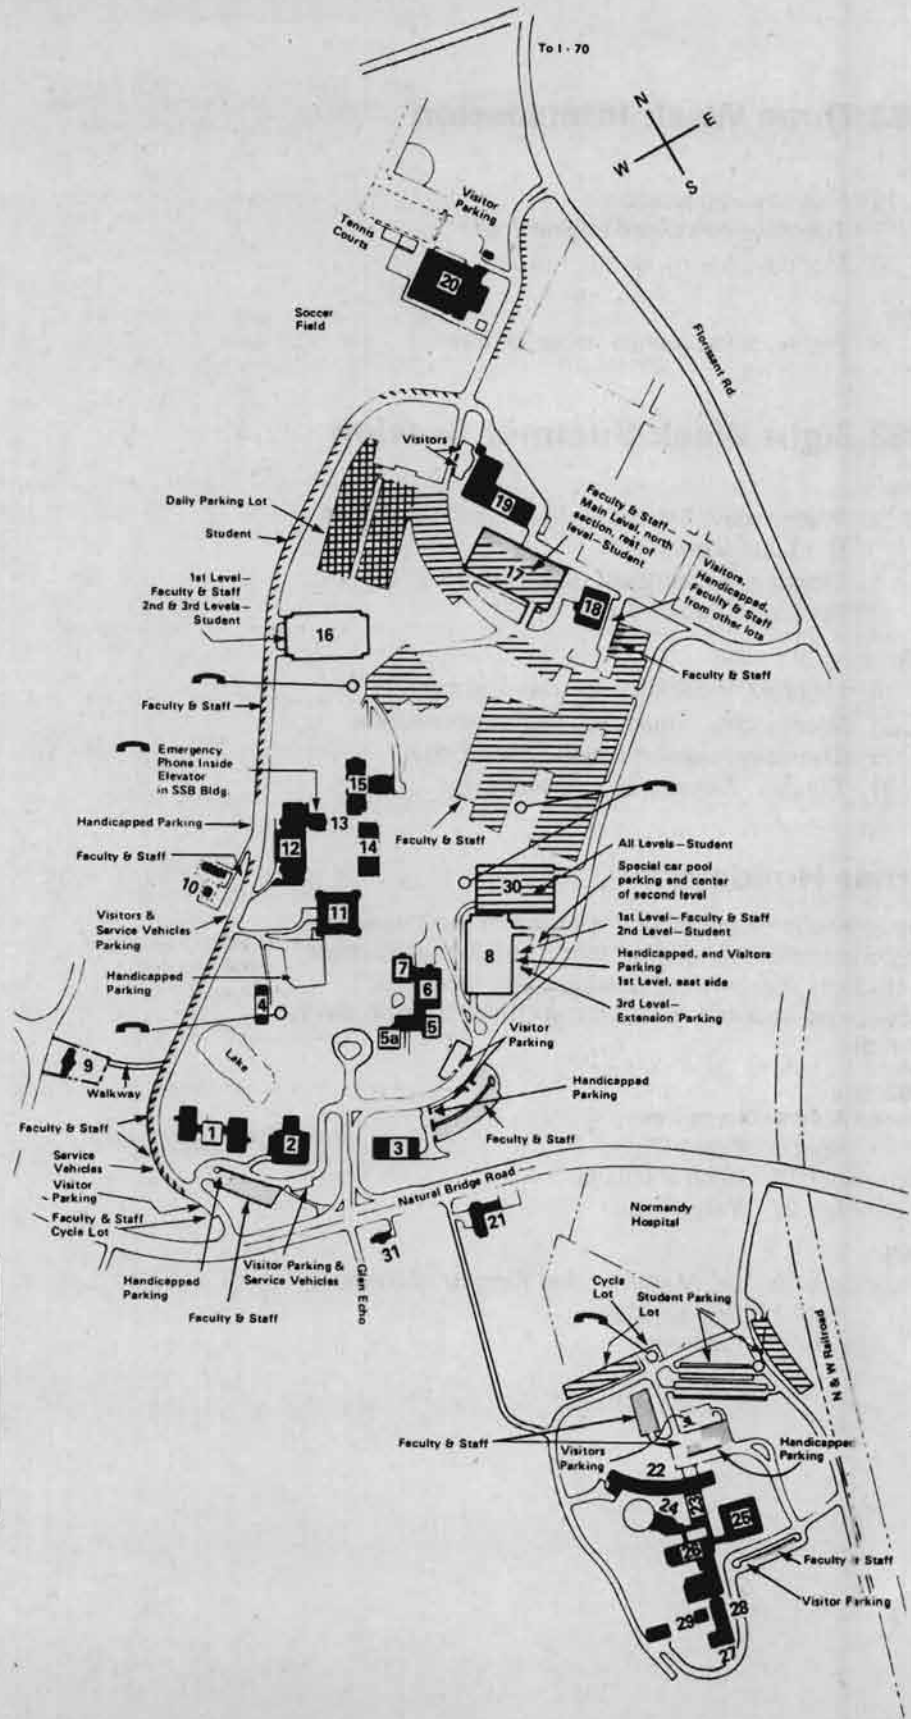 To I - 70
N
E
W
S
Visitor
Parking
Tennis
Courts
20
Soccer
Field
Florissant Rd.
Visitors
19
Daily Parking Lot
Student
Faculty & Staff—
Main Level, north
section, rest of
level—Student
17
Visitors,
Handicapped,
Faculty & Staff
from other lots
18
1st Level—
Faculty & Staff
2nd & 3rd Levels—
Student
16
Faculty & Staff
Faculty & Staff
Emergency
Phone Inside
Elevator
in SSB Bldg.
15
13
Handicapped Parking
12
14
Faculty & Staff
Faculty & Staff
10
All Levels—Student
30
Special car pool
parking and center
of second level
Visitors &
Service Vehicles
Parking
11
1st Level—Faculty & Staff
2nd Level—Student
8
Handicapped, and Visitors
Parking
1st Level, east side
Handicapped
Parking
7
6
3rd Level—
Extension Parking
4
5
5a
Visitor
Parking
Lake
9
Walkway
Handicapped
Parking
Faculty & Staff
1
2
3
Faculty & Staff
Service
Vehicles
Visitor
Parking
Faculty & Staff
Cycle Lot
Natural Bridge Road
21
Normandy
Hospital
31
Handicapped
Parking
Visitor Parking &
Service Vehicles
Faculty & Staff
Glen Echo
Cycle
Lot
Student Parking
Lot
N & W Railroad
Faculty & Staff
Visitors
Parking
Handicapped
Parking
22
23
24
25
26
Faculty & Staff
Visitor Parking
28
29
27